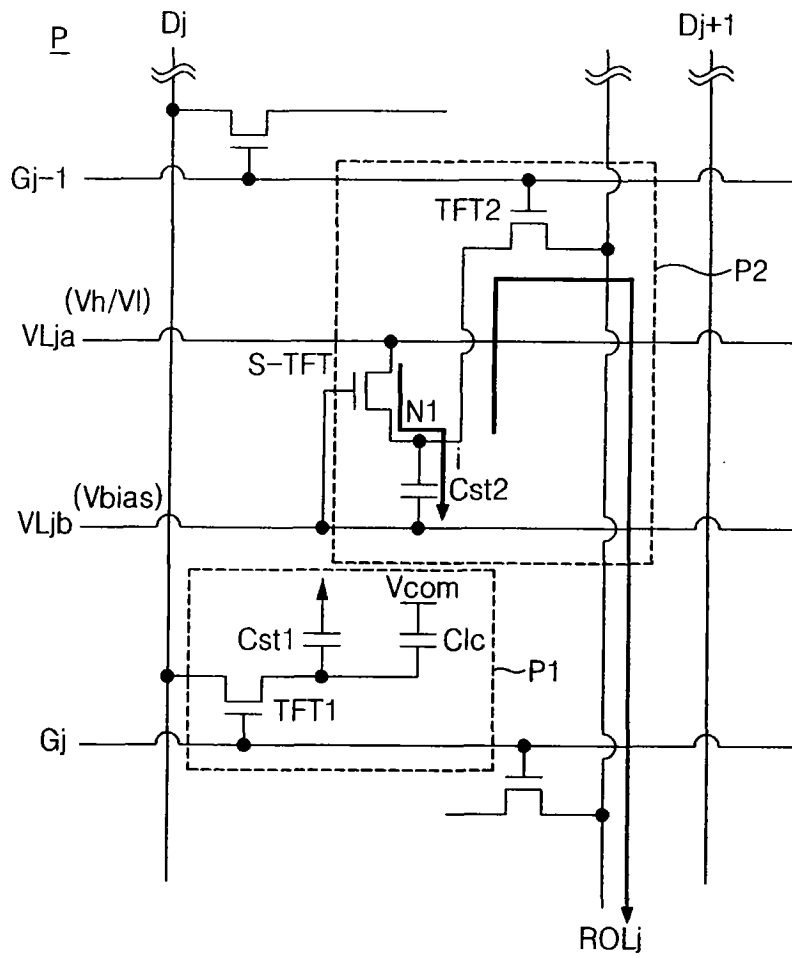 P
Dj
Dj+1
Gj-1
TFT2
P2
(Vh/Vl)
VLja
S-TFT
N1
i
Cst2
(Vbias)
VLjb
Vcom
Cst1
Clc
P1
TFT1
Gj
ROLj